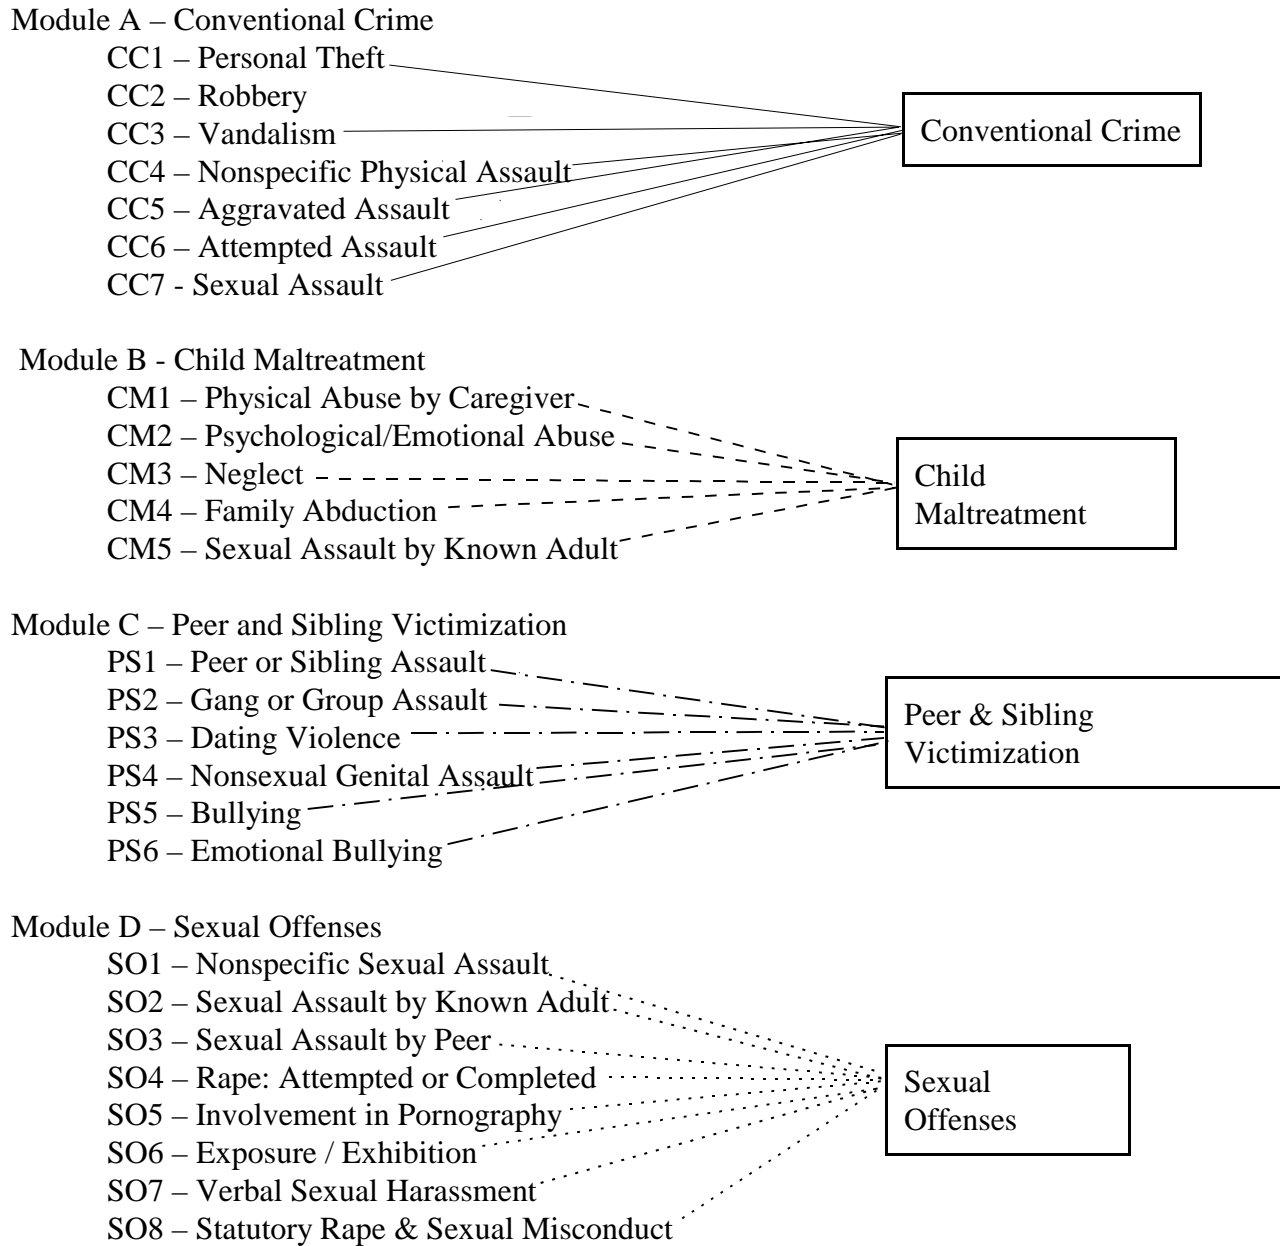 Module A – Conventional Crime
CC1 – Personal Theft
CC2 – Robbery
CC3 – Vandalism
CC4 – Nonspecific Physical Assault
CC5 – Aggravated Assault
CC6 – Attempted Assault
CC7 - Sexual Assault
Conventional Crime
Module B - Child Maltreatment
CM1 – Physical Abuse by Caregiver
CM2 – Psychological/Emotional Abuse
CM3 – Neglect
CM4 – Family Abduction
CM5 – Sexual Assault by Known Adult
Child
Maltreatment
Module C – Peer and Sibling Victimization
PS1 – Peer or Sibling Assault
PS2 – Gang or Group Assault
PS3 – Dating Violence
PS4 – Nonsexual Genital Assault
PS5 – Bullying
PS6 – Emotional Bullying
Peer & Sibling
Victimization
Module D – Sexual Offenses
SO1 – Nonspecific Sexual Assault
SO2 – Sexual Assault by Known Adult
SO3 – Sexual Assault by Peer
SO4 – Rape: Attempted or Completed
SO5 – Involvement in Pornography
SO6 – Exposure / Exhibition
SO7 – Verbal Sexual Harassment
SO8 – Statutory Rape & Sexual Misconduct
Sexual
Offenses